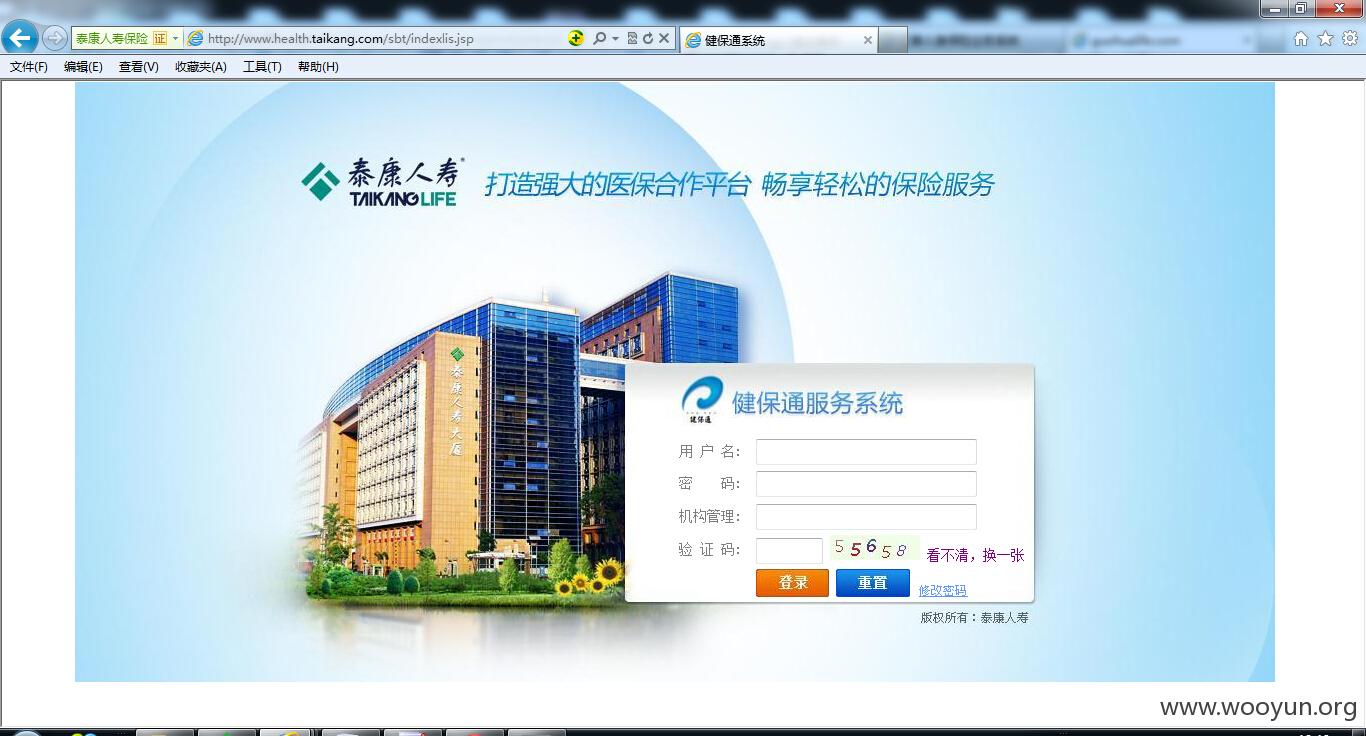 泰康人寿保险 证 http://www.health.taikang.com/sbt/indexlis.jsp 健保通系统
文件(F) 编辑(E) 查看(V) 收藏夹(A) 工具(T) 帮助(H)
泰康人寿 打造强大的医保合作平台 畅享轻松的保险服务
TAIKANG LIFE
泰康人寿大厦
健保通 健保通服务系统
用 户 名:
密 码:
机构管理:
验 证 码: 55658 看不清，换一张
登录 重置 修改密码
版权所有：泰康人寿
www.wooyun.org